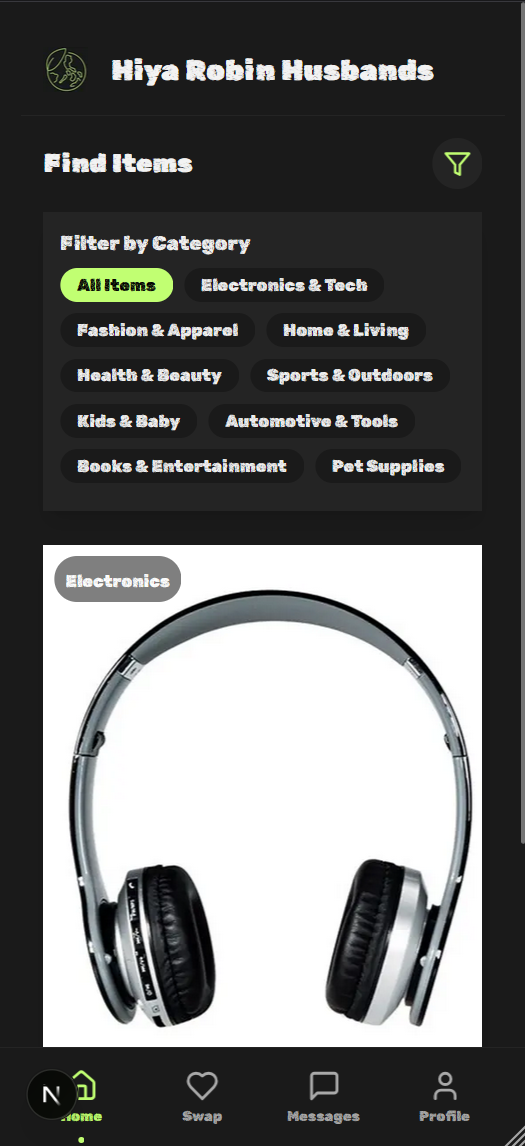 Hiya Robin Husbands
Find Items
Filter by Category
All Items
Electronics & Tech
Fashion & Apparel
Home & Living
Health & Beauty
Sports & Outdoors
Kids & Baby
Automotive & Tools
Books & Entertainment
Pet Supplies
Electronics
N
Home
Swap
Messages
Profile